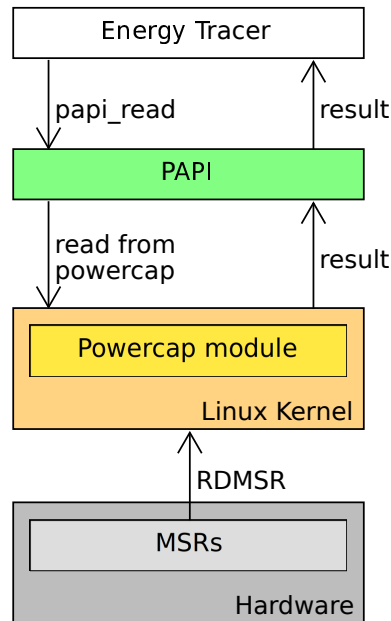 Energy Tracer
papi_read
result
PAPI
read from
powercap
result
Powercap module
Linux Kernel
RDMSR
MSRs
Hardware